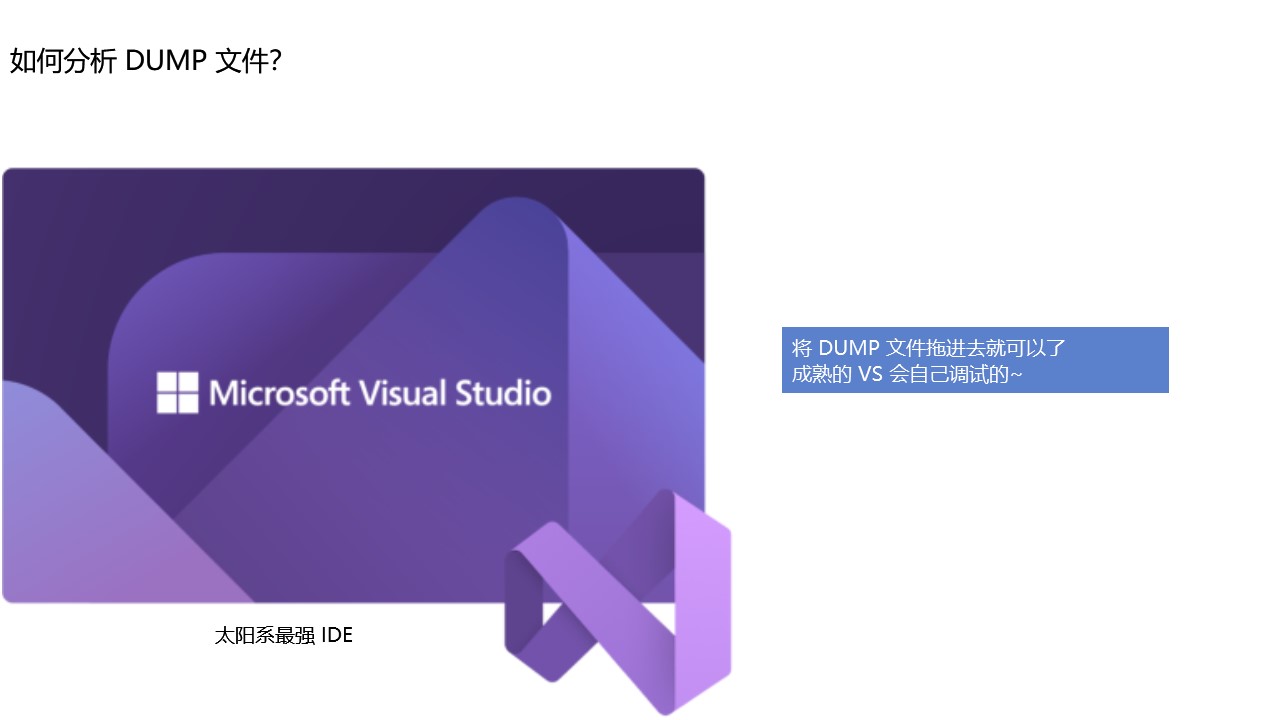 如何分析 DUMP 文件？
Microsoft Visual Studio
将 DUMP 文件拖进去就可以了
成熟的 VS 会自己调试的~
太阳系最强 IDE